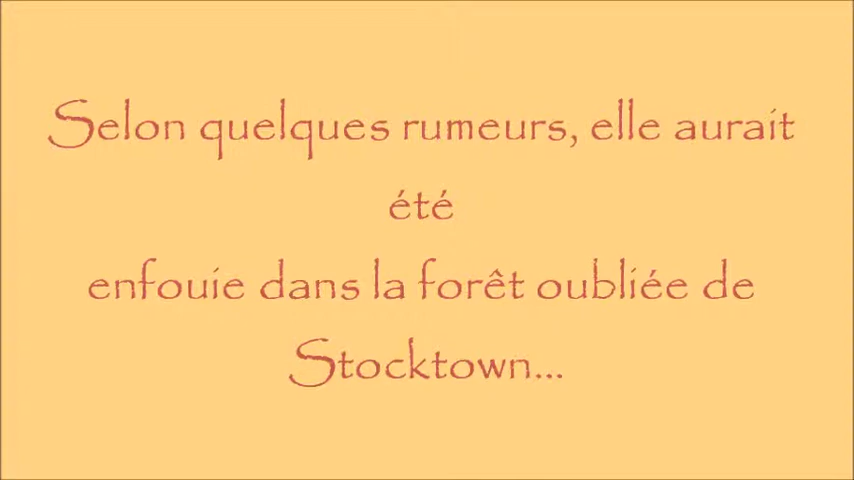 Selon quelques rumeurs, elle aurait
été
enfouie dans la forêt oubliée de
Stocktown...